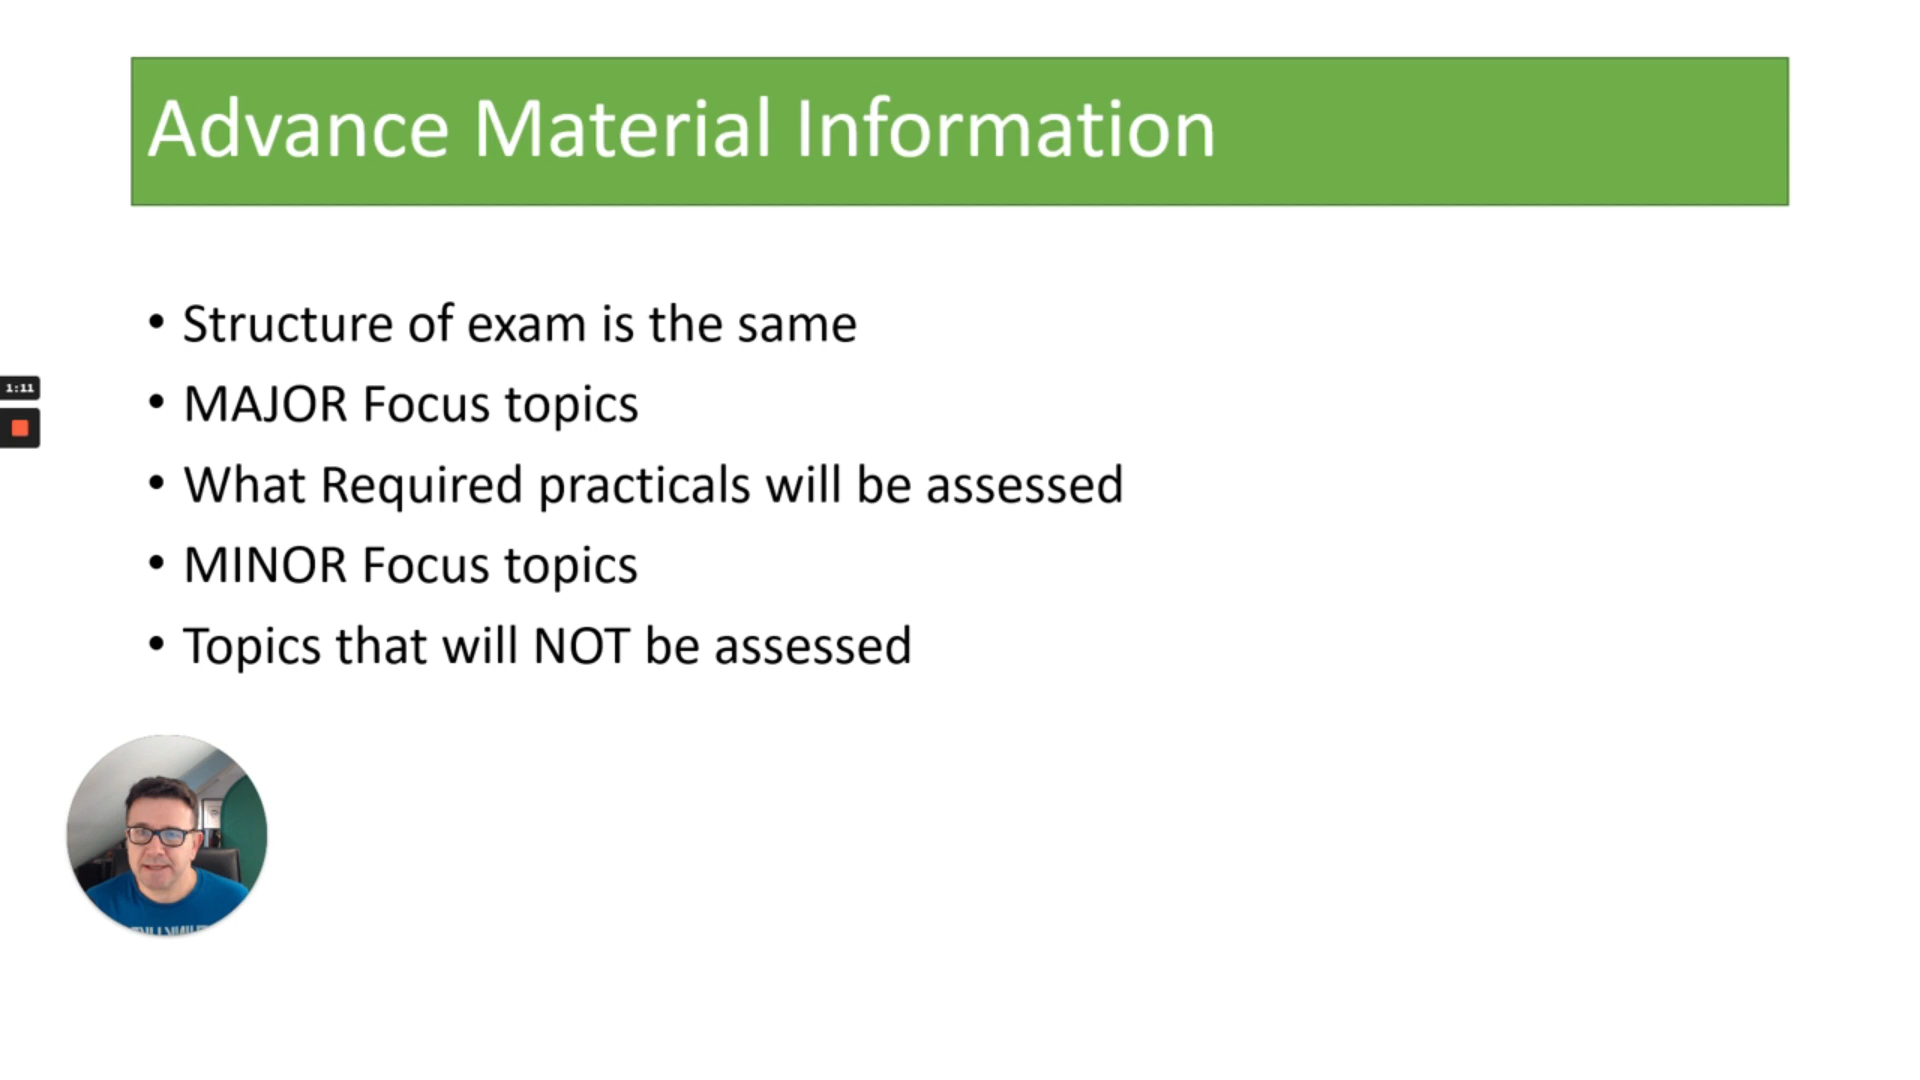 Advance Material Information
• Structure of exam is the same
• MAJOR Focus topics
1:11
• What Required practicals will be assessed
• MINOR Focus topics
• Topics that will NOT be assessed